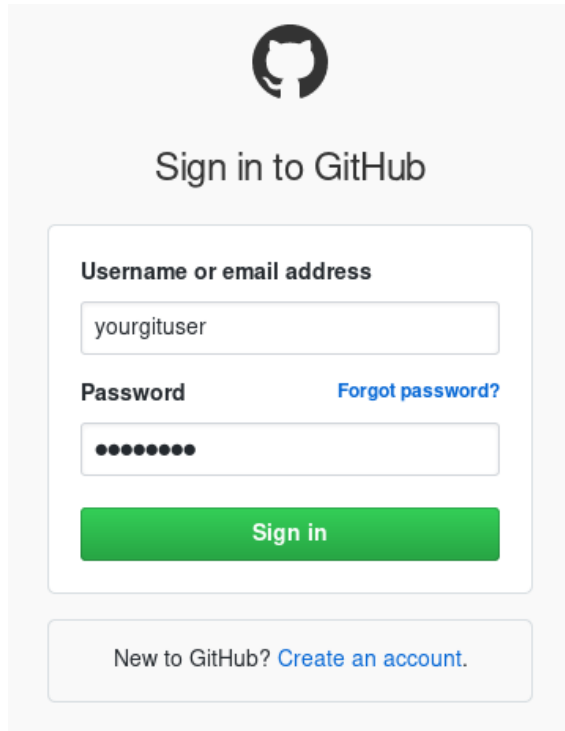 Sign in to GitHub
Username or email address
yourgituser
Password Forgot password?
●●●●●●●●
Sign in
New to GitHub? Create an account.